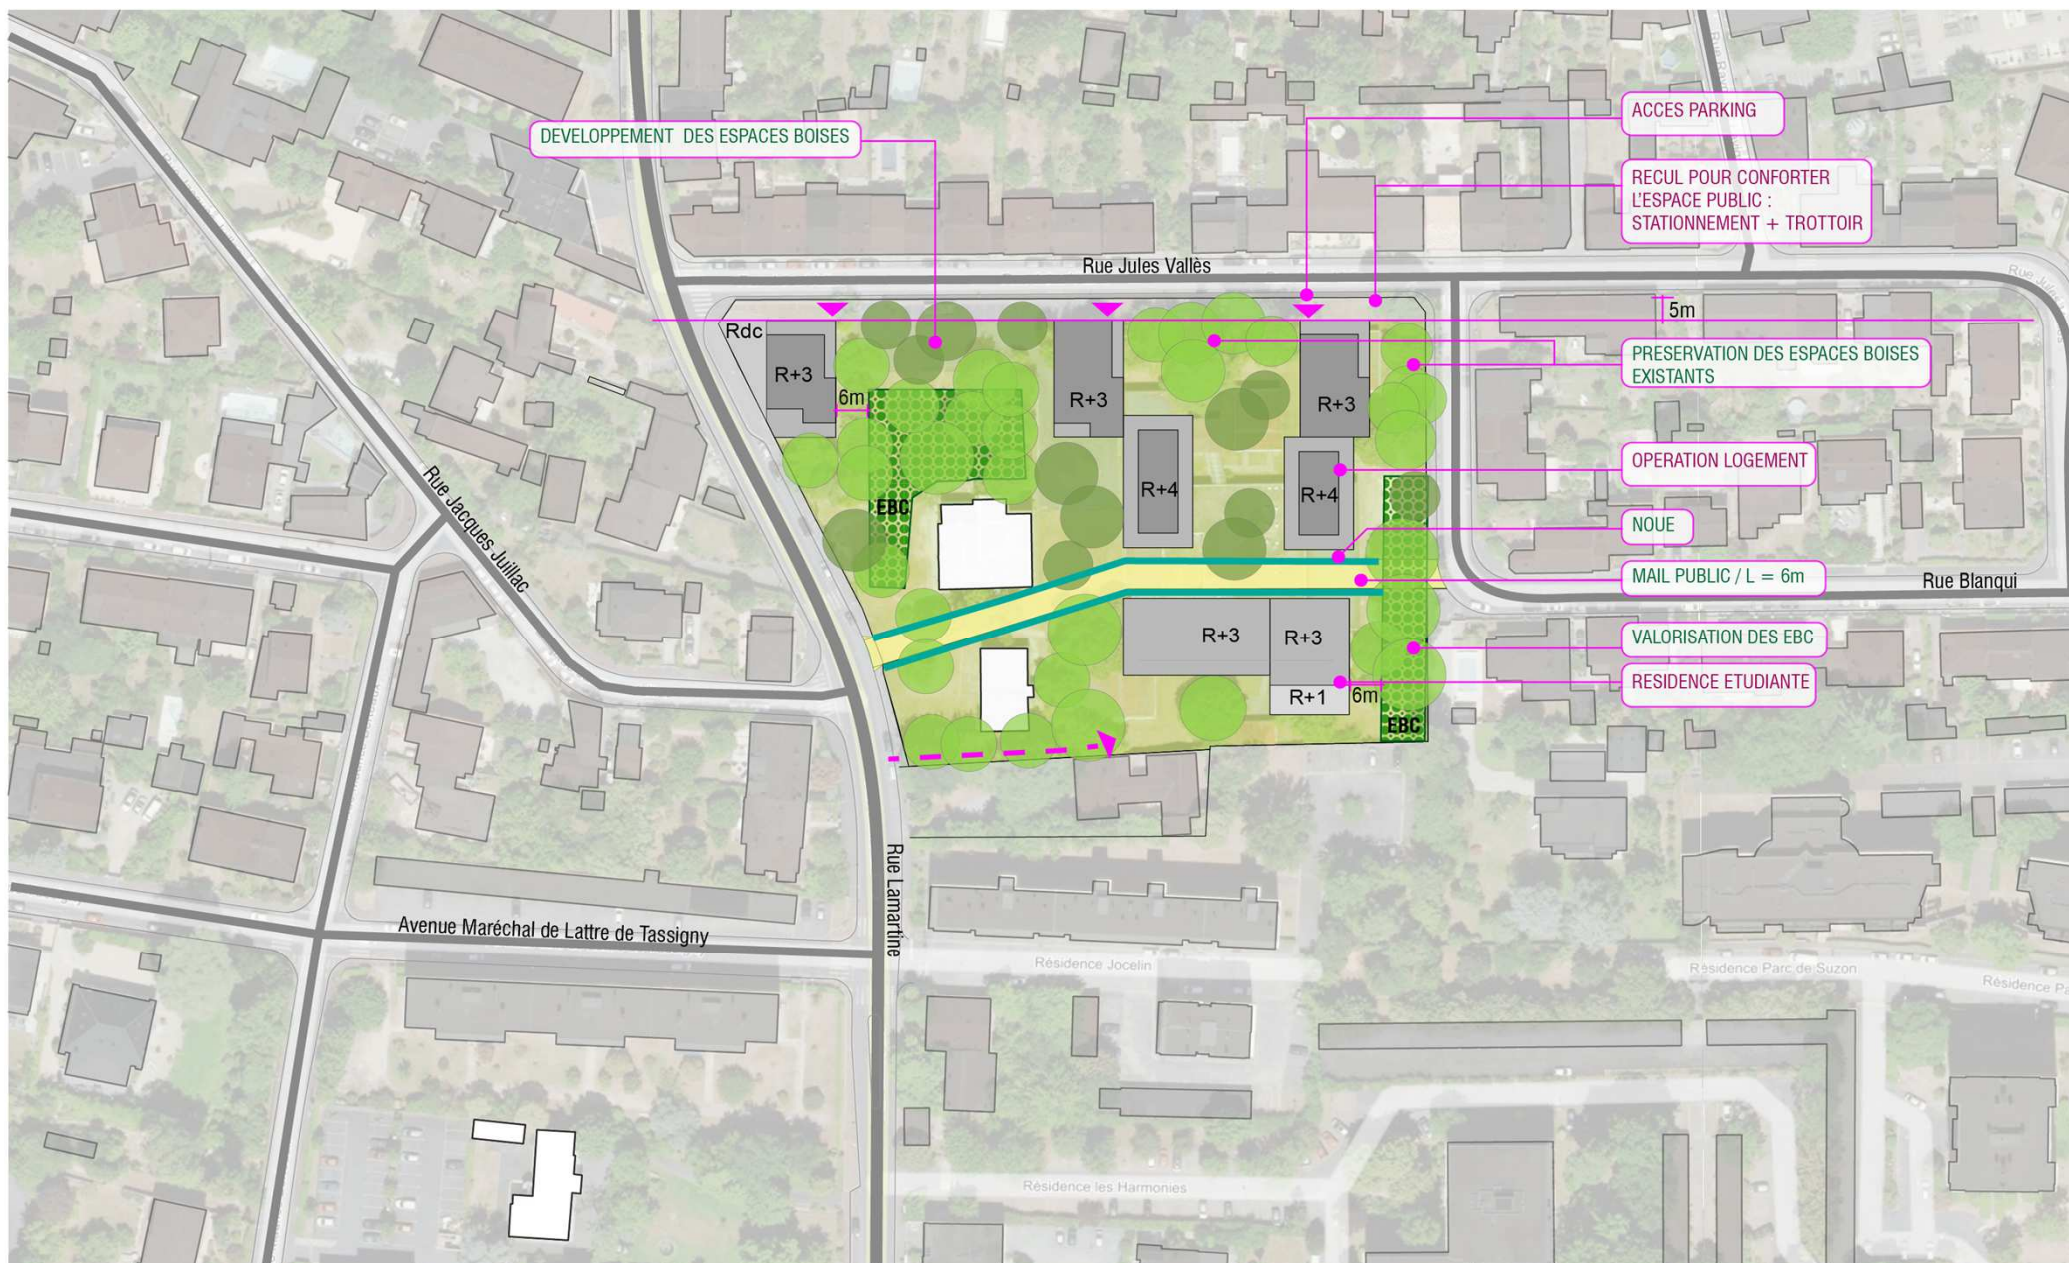 ACCES PARKING
DEVELOPPEMENT DES ESPACES BOISES
RECUL POUR CONFORTER
L'ESPACE PUBLIC :
STATIONNEMENT + TROTTOIR
Rue Jules Vallès
5m
Rdc
PRESERVATION DES ESPACES BOISES
EXISTANTS
R+3
6m
R+3
R+3
OPERATION LOGEMENT
R+4
R+4
EBC
NOUE
Rue Jacques Juillac
MAIL PUBLIC / L = 6m
Rue Blanqui
VALORISATION DES EBC
R+3
R+3
RESIDENCE ETUDIANTE
R+1
6m
EBC
Rue Lamartine
Avenue Maréchal de Lattre de Tassigny
Résidence Jocelin
Résidence Parc de Suzon
Résidence
Résidence les Harmonies